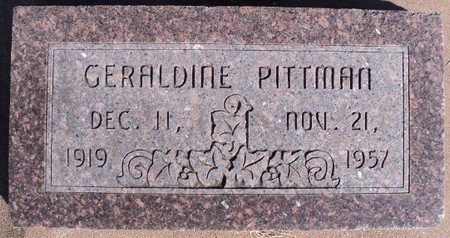 GERALDINE PITTMAN
DEC. 11, NOV. 21,
1919 1957